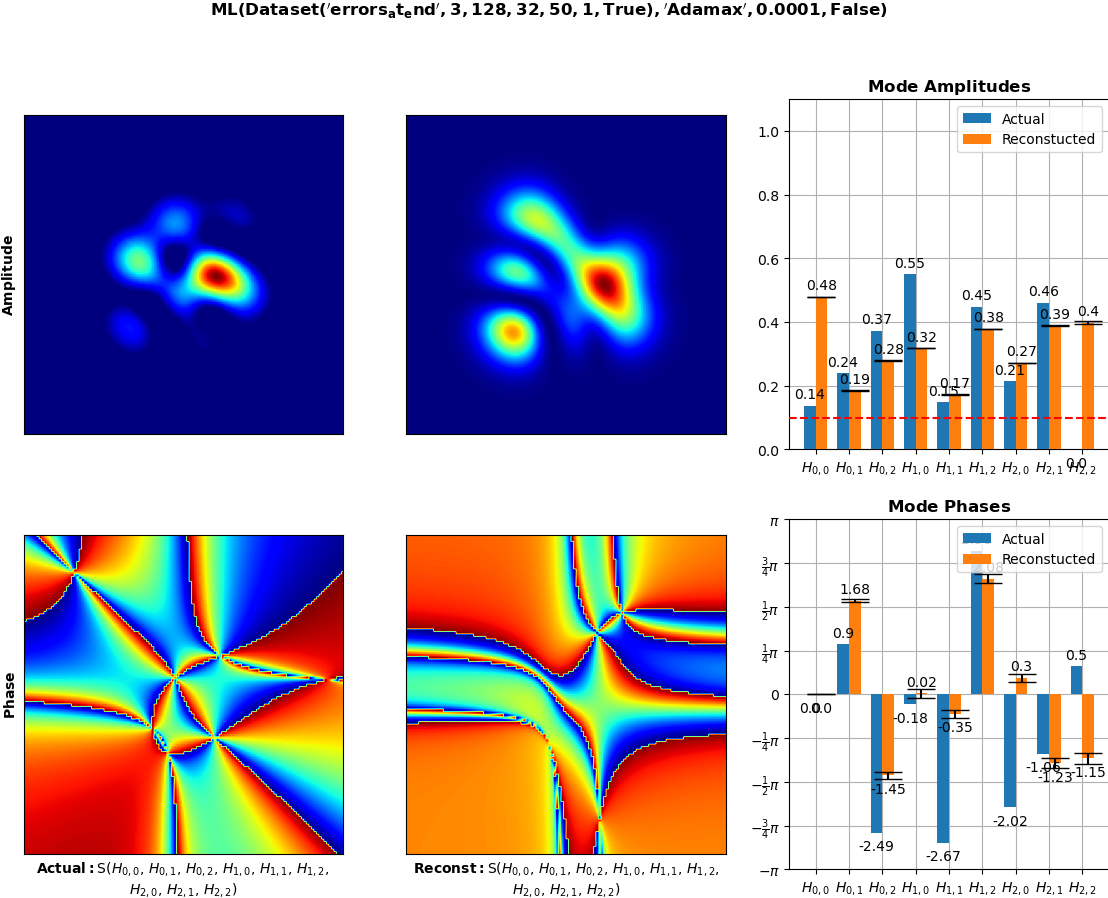 ML(Dataset('errors_at_end', 3, 128, 32, 50, 1, True), 'Adamax', 0.0001, False)
Amplitude
Mode Amplitudes
Actual
Reconstucted
1.0
0.8
0.6
0.4
0.2
0.0
0.14
0.48
0.24
0.19
0.37
0.28
0.55
0.32
0.15
0.17
0.45
0.38
0.21
0.27
0.46
0.39
0.0
0.4
H0,0 H0,1 H0,2 H1,0 H1,1 H1,2 H2,0 H2,1 H2,2
Phase
Actual: S(H0,0, H0,1, H0,2, H1,0, H1,1, H1,2,
H2,0, H2,1, H2,2)
Reconst: S(H0,0, H0,1, H0,2, H1,0, H1,1, H1,2,
H2,0, H2,1, H2,2)
Mode Phases
Actual
Reconstucted
π
3/4π
1/2π
1/4π
0
−1/4π
−1/2π
−3/4π
−π
0.0
0.0
0.9
1.68
-2.49
-1.45
-0.18
0.02
-2.67
-0.35
-2.02
0.3
-1.06
-1.23
0.5
-1.15
H0,0 H0,1 H0,2 H1,0 H1,1 H1,2 H2,0 H2,1 H2,2